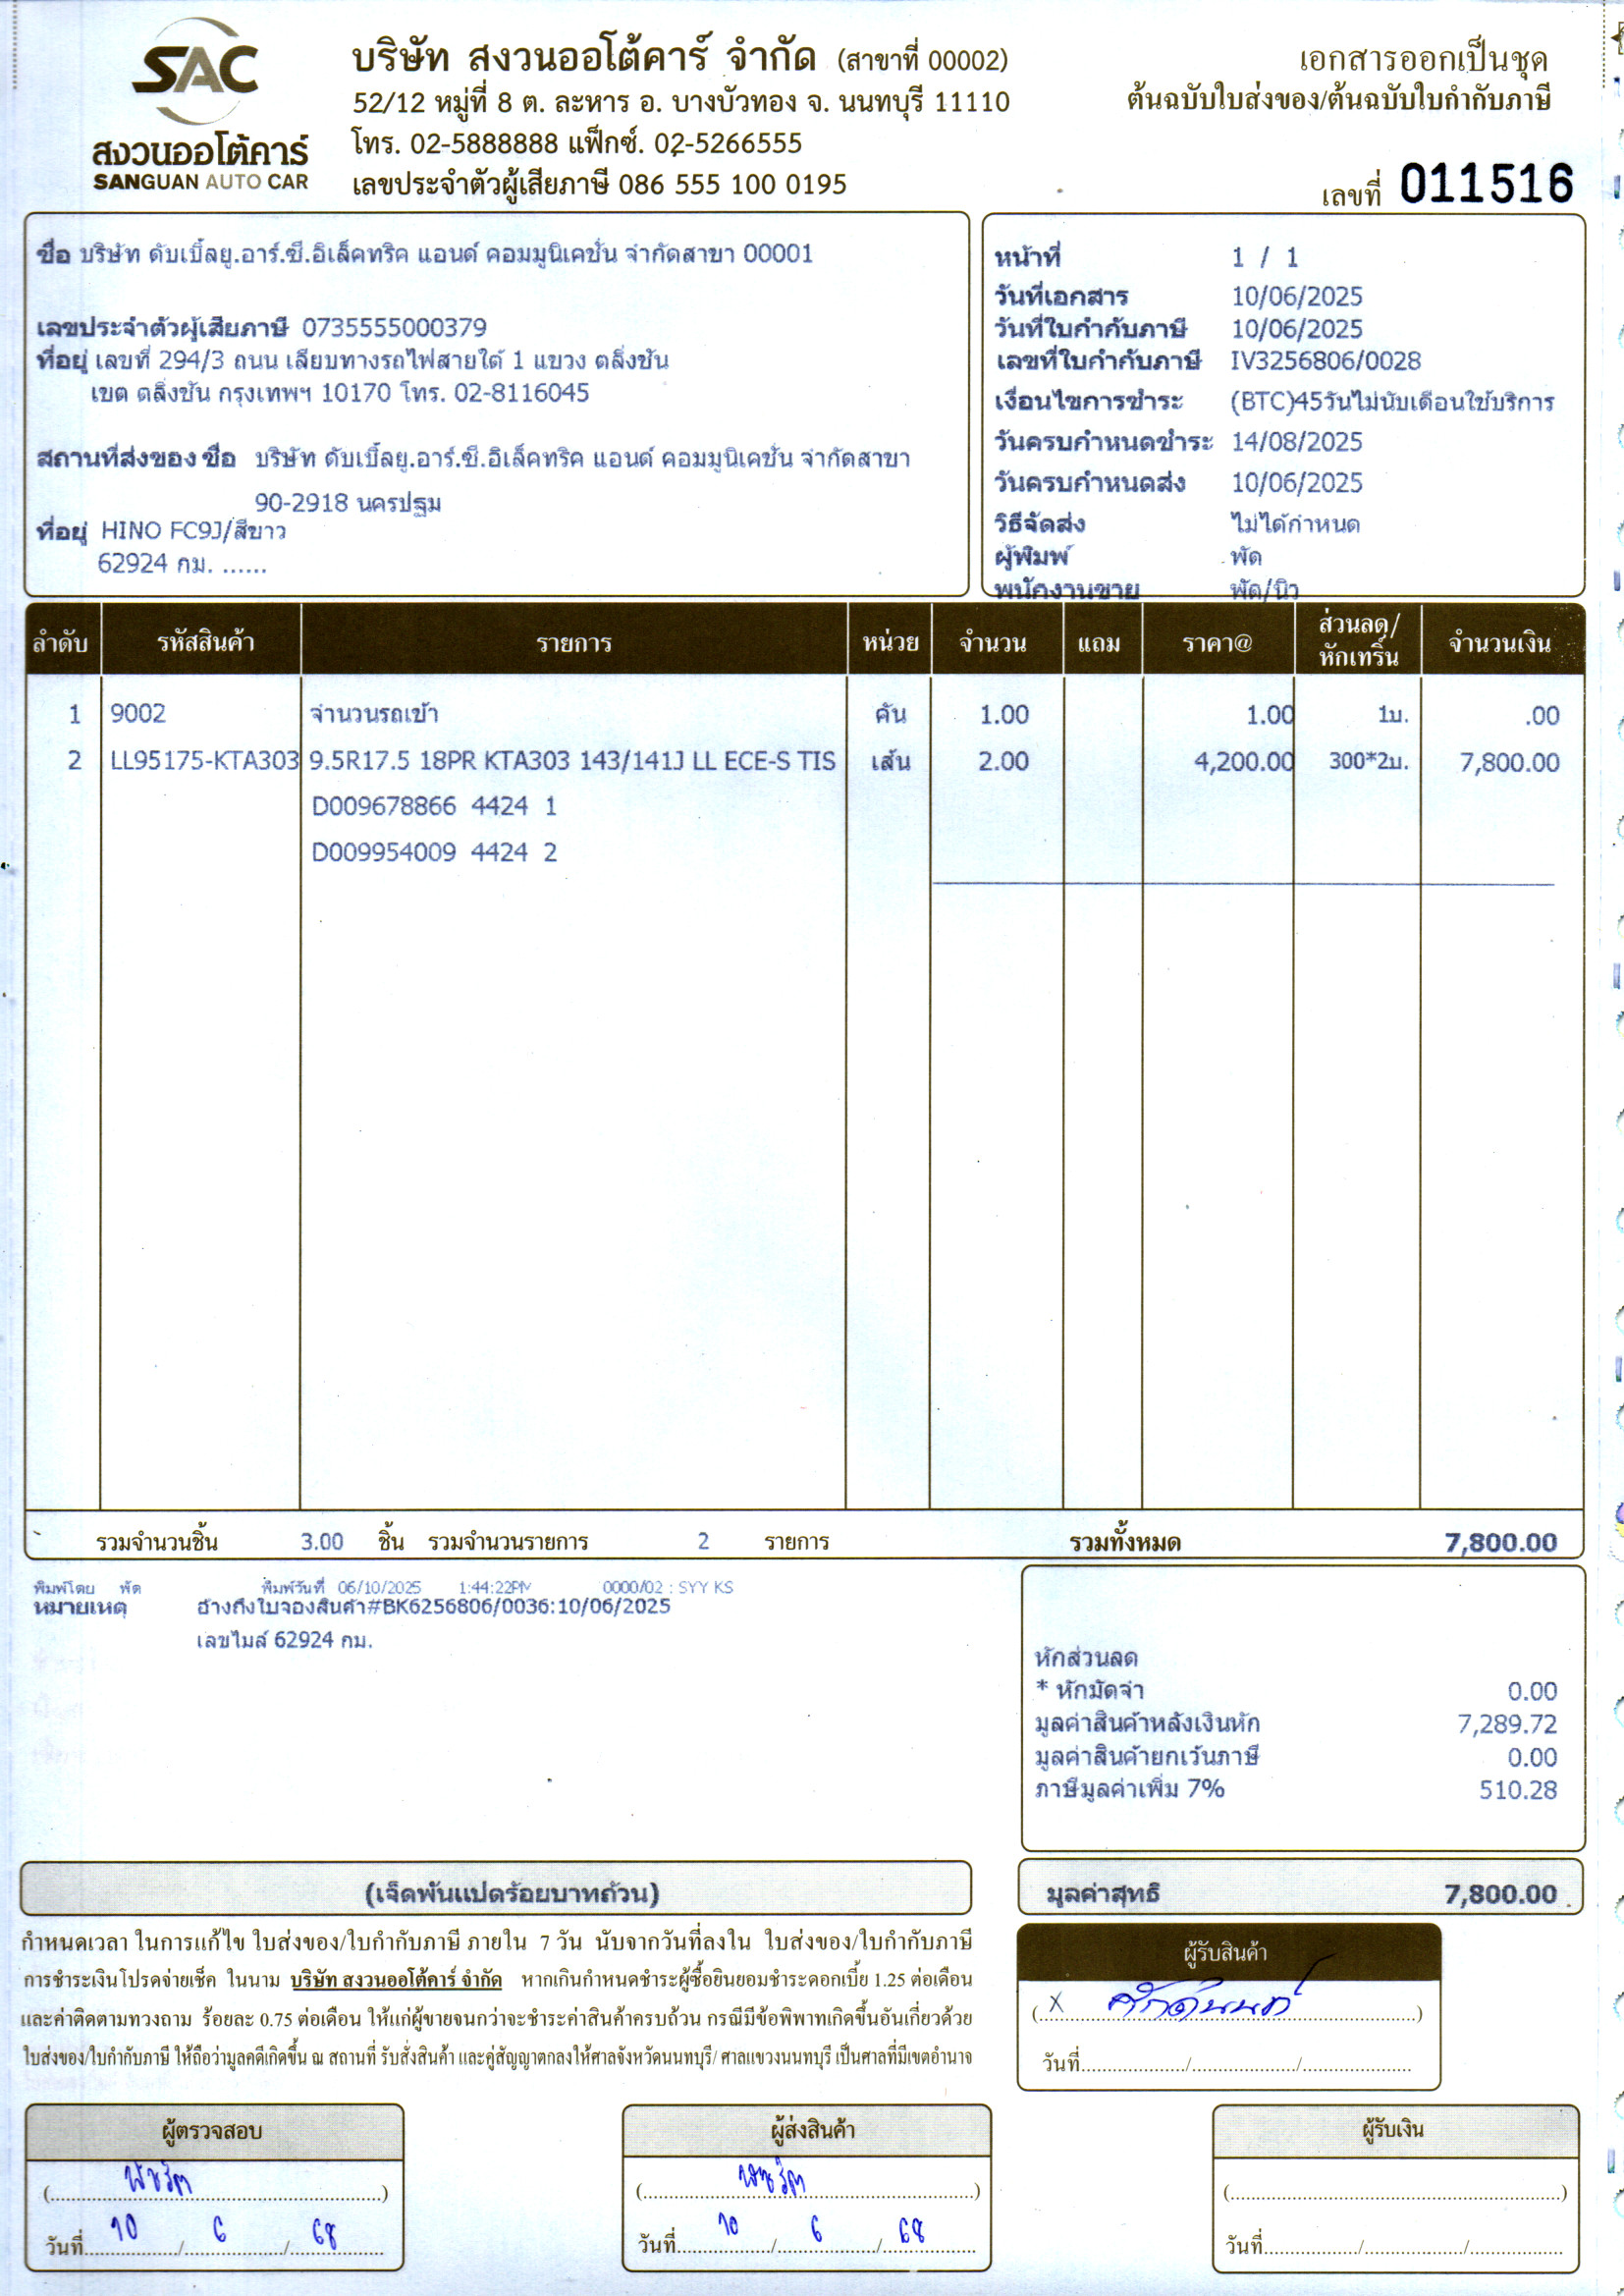 SAC
สงวนออโต้คาร์
SANGUAN AUTO CAR
บริษัท สงวนออโต้คาร์ จำกัด (สาขาที่ 00002)
52/12 หมู่ที่ 8 ต. ละหาร อ. บางบัวทอง จ. นนทบุรี 11110
โทร. 02-5888888 แฟ็กซ์. 02-5266555
เลขประจำตัวผู้เสียภาษี 086 555 100 0195
เอกสารออกเป็นชุด
ต้นฉบับใบส่งของ/ต้นฉบับใบกำกับภาษี
เลขที่ 011516
ชื่อ บริษัท ดับเบิ้ลยู.อาร์.ซี.อิเล็คทริค แอนด์ คอมมูนิเคชั่น จำกัดสาขา 00001
เลขประจำตัวผู้เสียภาษี 0735555000379
ที่อยู่ เลขที่ 294/3 ถนน เลียบทางรถไฟสายใต้ 1 แขวง ตลิ่งชัน
เขต ตลิ่งชัน กรุงเทพฯ 10170 โทร. 02-8116045
สถานที่ส่งของ ชื่อ บริษัท ดับเบิ้ลยู.อาร์.ซี.อิเล็คทริค แอนด์ คอมมูนิเคชั่น จำกัดสาขา
90-2918 นครปฐม
ที่อยู่ HINO FC9J/สีขาว
62924 กม. ......
หน้าที่ 1 / 1
วันที่เอกสาร 10/06/2025
วันที่ใบกำกับภาษี 10/06/2025
เลขที่ใบกำกับภาษี IV3256806/0028
เงื่อนไขการชำระ (BTC)45วันไม่นับเดือนใช้บริการ
วันครบกำหนดชำระ 14/08/2025
วันครบกำหนดส่ง 10/06/2025
วิธีจัดส่ง ไม่ได้กำหนด
ผู้พิมพ์ พัด
พนักงานขาย พัด/นิว
ลำดับ รหัสสินค้า รายการ หน่วย จำนวน แถม ราคา@ ส่วนลด/หักเทริ์น จำนวนเงิน
1 9002 จำนวนรถเข้า คัน 1.00 1.00 1บ. .00
2 LL95175-KTA303 9.5R17.5 18PR KTA303 143/141J LL ECE-S TIS เส้น 2.00 4,200.00 300*2บ. 7,800.00
D009678866 4424 1
D009954009 4424 2
รวมจำนวนชิ้น 3.00 ชิ้น รวมจำนวนรายการ 2 รายการ รวมทั้งหมด 7,800.00
พิมพ์โดย พัด พิมพ์วันที่ 06/10/2025 1:44:22PM 0000/02 : SYY KS
หมายเหตุ อ้างถึงใบจองสินค้า#BK6256806/0036:10/06/2025
เลขไมล์ 62924 กม.
หักส่วนลด
* หักมัดจำ 0.00
มูลค่าสินค้าหลังเงินหัก 7,289.72
มูลค่าสินค้ายกเว้นภาษี 0.00
ภาษีมูลค่าเพิ่ม 7% 510.28
(เจ็ดพันแปดร้อยบาทถ้วน)
มูลค่าสุทธิ 7,800.00
กำหนดเวลา ในการแก้ไข ใบส่งของ/ใบกำกับภาษี ภายใน 7 วัน นับจากวันที่ลงใน ใบส่งของ/ใบกำกับภาษี
การชำระเงินโปรดจ่ายเช็ค ในนาม บริษัท สงวนออโต้คาร์ จำกัด หากเกินกำหนดชำระผู้ซื้อยินยอมชำระดอกเบี้ย 1.25 ต่อเดือน
และค่าติดตามทวงถาม ร้อยละ 0.75 ต่อเดือน ให้แก่ผู้ขายจนกว่าจะชำระค่าสินค้าครบถ้วน กรณีมีข้อพิพาทเกิดขึ้นอันเกี่ยวด้วย
ใบส่งของ/ใบกำกับภาษี ให้ถือว่ามูลคดีเกิดขึ้น ณ สถานที่ รับสั่งสินค้า และคู่สัญญาตกลงให้ศาลจังหวัดนนทบุรี/ ศาลแขวงนนทบุรี เป็นศาลที่มีเขตอำนาจ
ผู้รับสินค้า
(X ศักดินนท์)
วันที่........../........../..........
ผู้ตรวจสอบ
วันที่ 10 / 6 / 68
ผู้ส่งสินค้า
วันที่ 10 / 6 / 68
ผู้รับเงิน
(....................)
วันที่........../........../..........